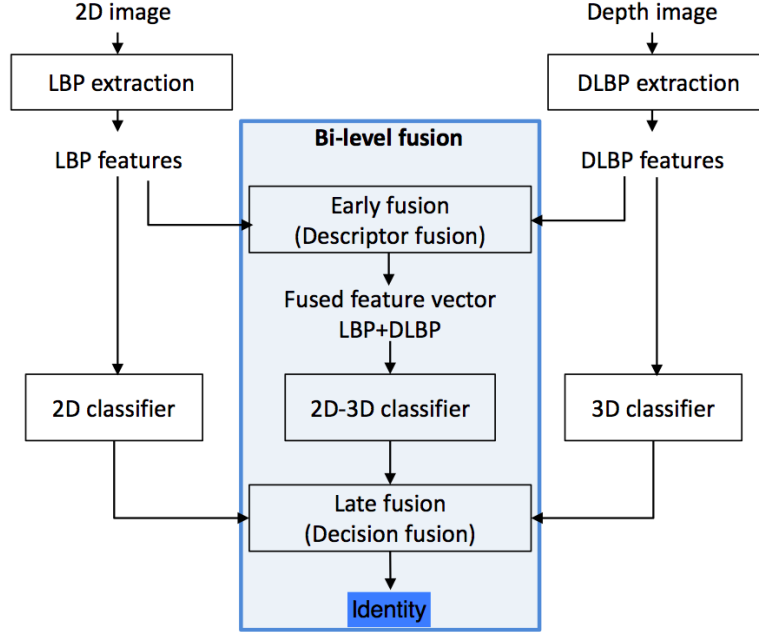 2D image
Depth image
LBP extraction
DLBP extraction
Bi-level fusion
LBP features
DLBP features
Early fusion
(Descriptor fusion)
Fused feature vector
LBP+DLBP
2D classifier
2D-3D classifier
3D classifier
Late fusion
(Decision fusion)
Identity